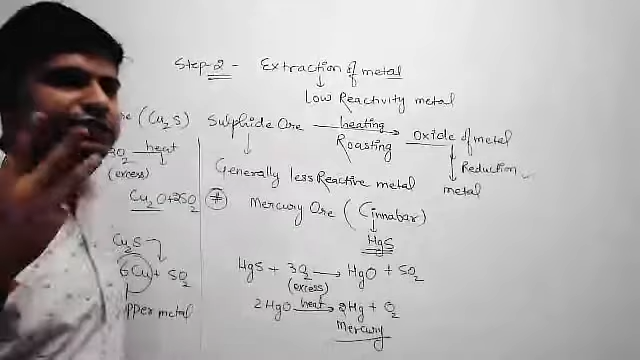 Step-2 - Extraction of metal
Low Reactivity metal
Sulphide Ore heating Roasting Oxide of metal
Reduction
Generally less Reactive metal
metal
Mercury Ore (Cinnabar)
HgS
HgS + 3O2 → HgO + SO2
(excess)
2HgO heat → 2Hg + O2
Mercury
(Cu2S)
3O2 heat
(excess)
Cu2O + 2SO2
Cu2S
6Cu + SO2
metal